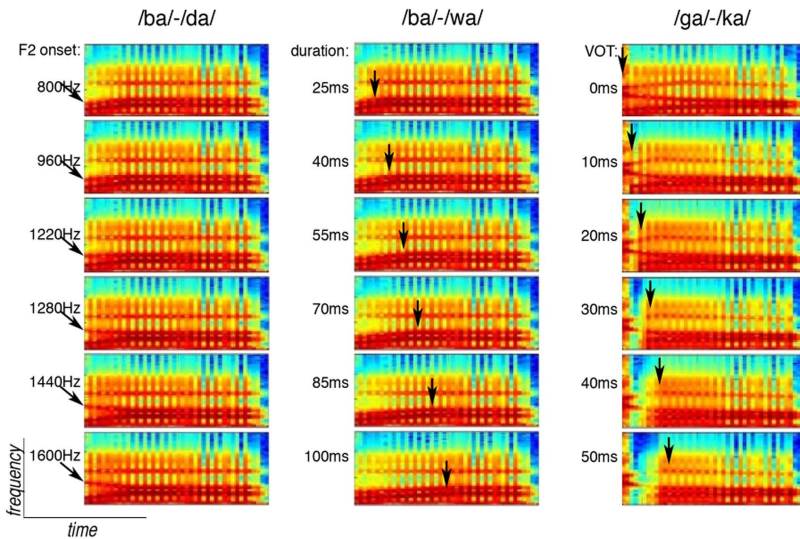 /ba/-/da/
F2 onset:
800Hz
960Hz
1220Hz
1280Hz
1440Hz
1600Hz
frequency
time
/ba/-/wa/
duration:
25ms
40ms
55ms
70ms
85ms
100ms
/ga/-/ka/
VOT:
0ms
10ms
20ms
30ms
40ms
50ms